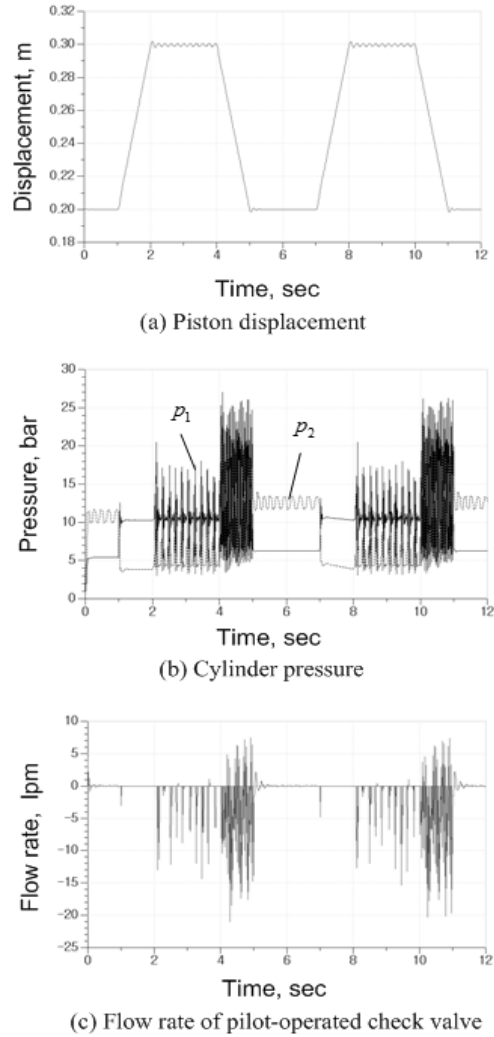 0.32
0.30
0.28
0.26
0.24
0.22
0.20
0.18
Displacement, m
0 2 4 6 8 10 12
Time, sec
(a) Piston displacement
30
25
20
15
10
5
0
Pressure, bar
p1
p2
0 2 4 6 8 10 12
Time, sec
(b) Cylinder pressure
10
5
0
-5
-10
-15
-20
-25
Flow rate, lpm
0 2 4 6 8 10 12
Time, sec
(c) Flow rate of pilot-operated check valve